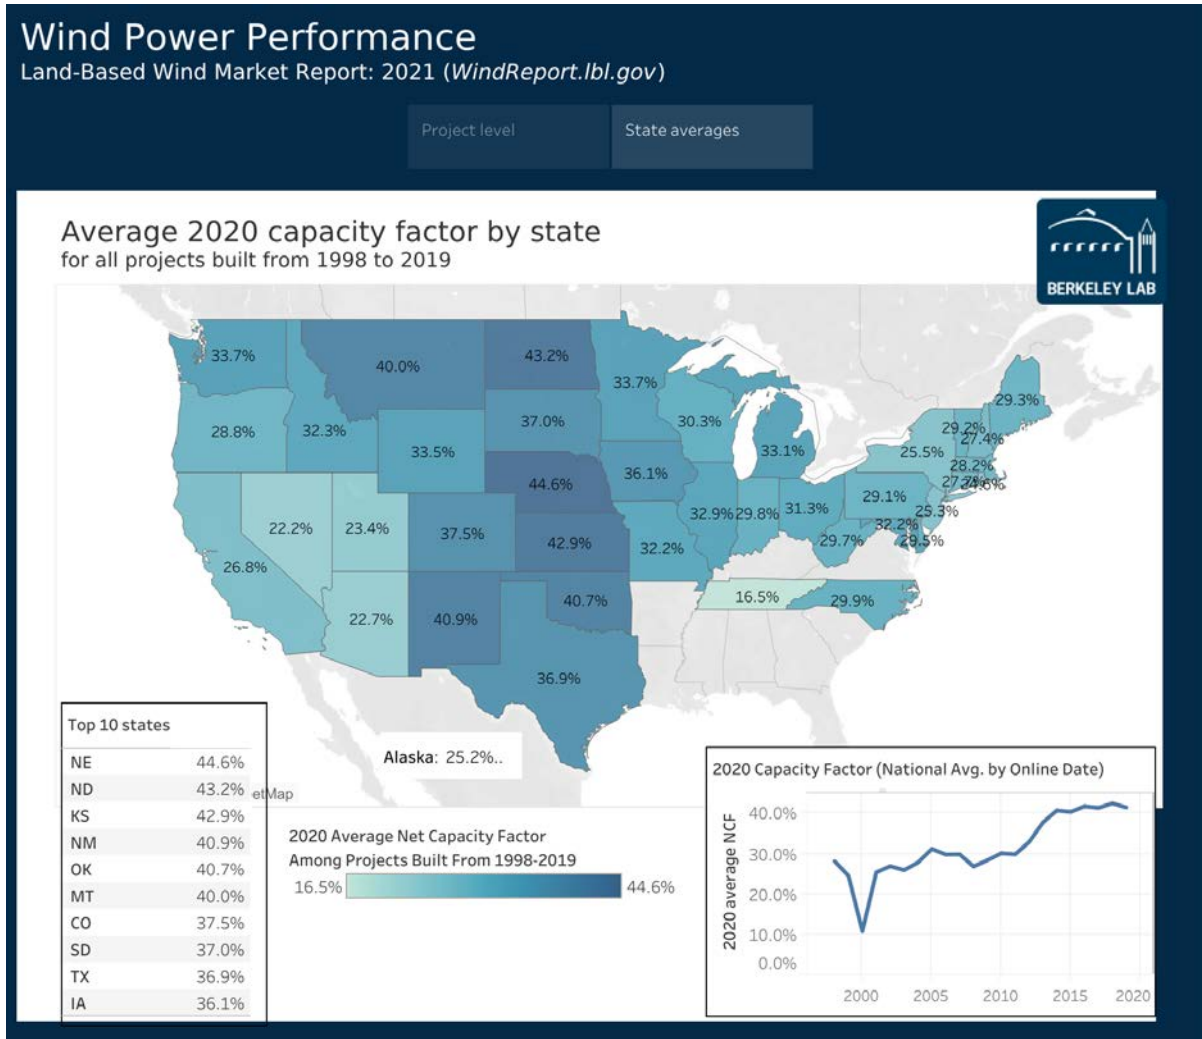 Wind Power Performance
Land-Based Wind Market Report: 2021 (WindReport.lbl.gov)
Project level
State averages
Average 2020 capacity factor by state
for all projects built from 1998 to 2019
BERKELEY LAB
33.7%
40.0%
43.2%
33.7%
28.8%
32.3%
33.5%
37.0%
30.3%
33.1%
29.3%
29.2%
27.4%
25.5%
28.2%
36.1%
44.6%
22.2%
23.4%
37.5%
42.9%
32.2%
32.9%
29.8%
31.3%
29.1%
25.3%
32.2%
29.7%
26.8%
22.7%
40.9%
40.7%
16.5%
29.9%
36.9%
Alaska: 25.2%..
Top 10 states
NE 44.6%
ND 43.2%
KS 42.9%
NM 40.9%
OK 40.7%
MT 40.0%
CO 37.5%
SD 37.0%
TX 36.9%
IA 36.1%
etMap
2020 Average Net Capacity Factor
Among Projects Built From 1998-2019
16.5%
44.6%
2020 Capacity Factor (National Avg. by Online Date)
2020 average NCF
40.0%
30.0%
20.0%
10.0%
0.0%
2000 2005 2010 2015 2020